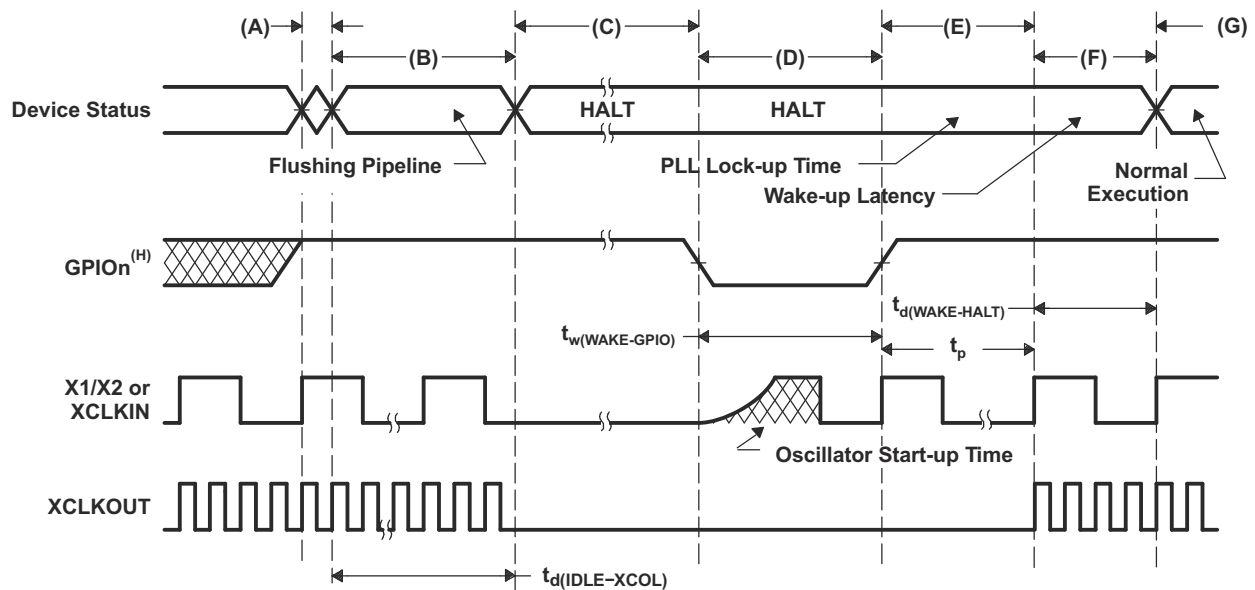 (A)
(B)
(C)
(D)
(E)
(F)
(G)
Device Status
HALT
HALT
Flushing Pipeline
PLL Lock-up Time
Wake-up Latency
Normal
Execution
GPIOn(H)
td(WAKE-HALT)
tw(WAKE-GPIO)
tp
X1/X2 or
XCLKIN
Oscillator Start-up Time
XCLKOUT
td(IDLE−XCOL)